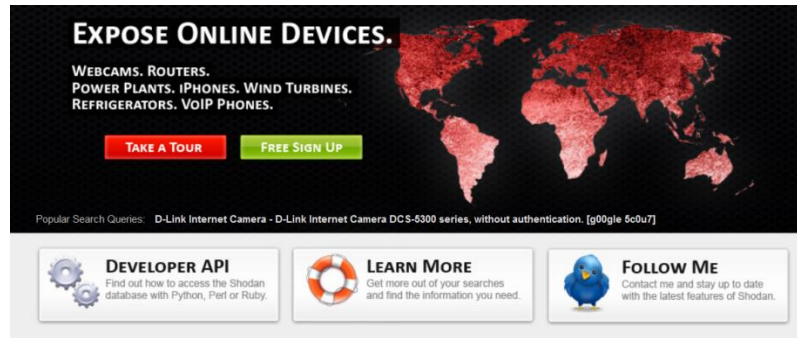 EXPOSE ONLINE DEVICES.
WEBCAMS. ROUTERS.
POWER PLANTS. IPHONES. WIND TURBINES.
REFRIGERATORS. VOIP PHONES.
TAKE A TOUR
FREE SIGN UP
Popular Search Queries: D-Link Internet Camera - D-Link Internet Camera DCS-5300 series, without authentication. [g00gle 5c0u7]
DEVELOPER API
Find out how to access the Shodan
database with Python, Perl or Ruby.
LEARN MORE
Get more out of your searches
and find the information you need.
FOLLOW ME
Contact me and stay up to date
with the latest features of Shodan.